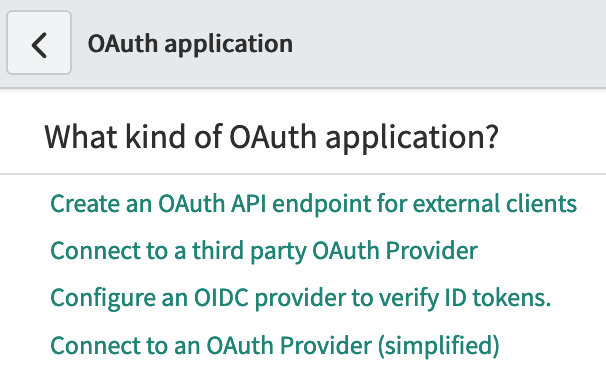 OAuth application
What kind of OAuth application?
Create an OAuth API endpoint for external clients
Connect to a third party OAuth Provider
Configure an OIDC provider to verify ID tokens.
Connect to an OAuth Provider (simplified)